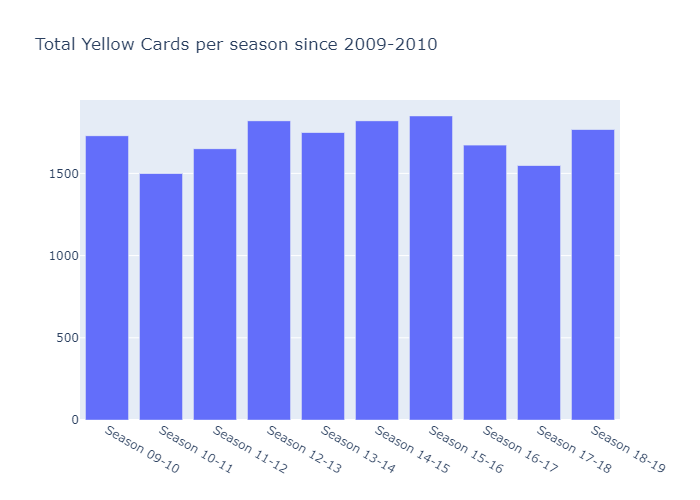 Total Yellow Cards per season since 2009-2010
1500
1000
500
0
Season 09-10
Season 10-11
Season 11-12
Season 12-13
Season 13-14
Season 14-15
Season 15-16
Season 16-17
Season 17-18
Season 18-19